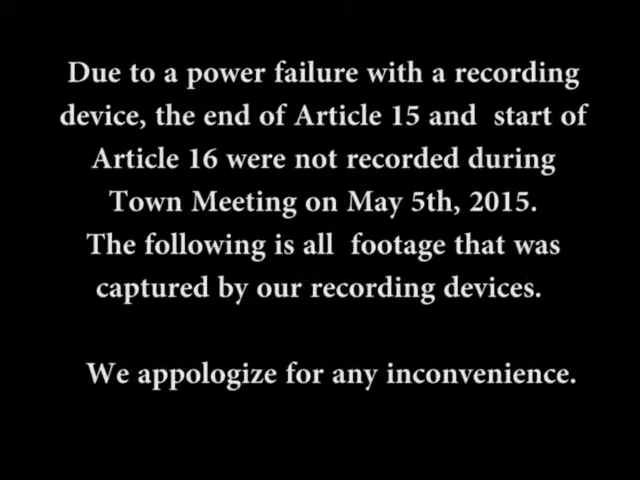 Due to a power failure with a recording
device, the end of Article 15 and  start of
Article 16 were not recorded during
Town Meeting on May 5th, 2015.
The following is all  footage that was
captured by our recording devices.
We appologize for any inconvenience.